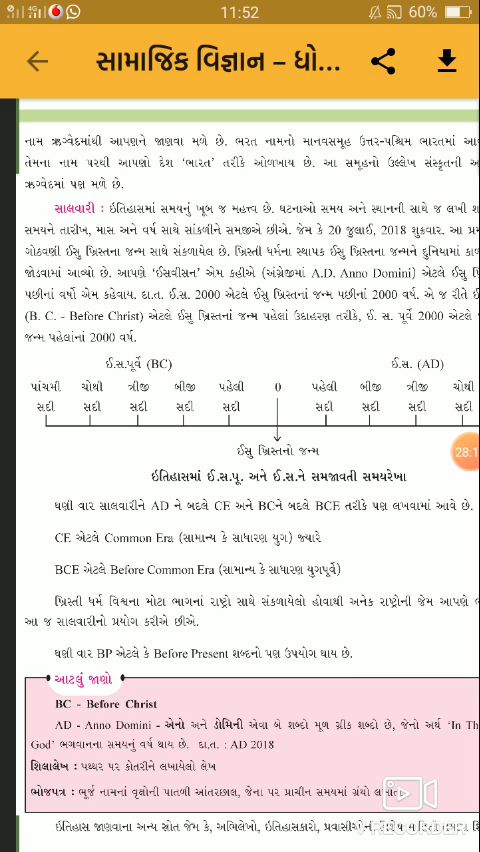 11:52
4G
60%
સામાજિક વિજ્ઞાન – ધો...
નામ ઋગ્વેદમાંથી આપણને જાણવા મળે છે. ભરત નામનો માનવસમૂહ ઉત્તર-પશ્ચિમ ભારતમાં
તેમના નામ પરથી આપણો દેશ ‘ભારત’ તરીકે ઓળખાય છે. આ સમૂહનો ઉલ્લેખ સંસ્કૃતની
ઋગ્વેદમાં પણ મળે છે.
સાલવારી : ઇતિહાસમાં સમયનું ખૂબ જ મહત્ત્વ છે. ઘટનાઓ સમય અને સ્થાનની સાથે જ લખી
સમયને તારીખ, માસ અને વર્ષ સાથે સાંકળીને સમજીએ છીએ. જેમ કે 20 જુલાઈ, 2018 શુક્રવાર. આ
ગોઠવણી ઈસુ ખ્રિસ્તના જન્મ સાથે સંકળાયેલ છે. ખ્રિસ્તી ધર્મના સ્થાપક ઈસુ ખ્રિસ્તના જન્મને દુનિયામાં
જોડવામાં આવ્યો છે. આપણે ‘ઈસવીસન’ એમ કહીએ (અંગ્રેજીમાં A.D. Anno Domini) એટલે ઈસુ
પછીનાં વર્ષો એમ કહેવાય. દા.ત. ઈ.સ. 2000 એટલે ઈસુ ખ્રિસ્તનાં જન્મ પછીનાં 2000 વર્ષ. એ જ રીતે
(B. C. - Before Christ) એટલે ઈસુ ખ્રિસ્તનાં જન્મ પહેલાં ઉદાહરણ તરીકે, ઈ. સ. પૂર્વે 2000 એટલે
જન્મ પહેલાંનાં 2000 વર્ષ.
ઈ.સ.પૂર્વે (BC) ઈ.સ. (AD)
પાંચમી ચોથી ત્રીજી બીજી પહેલી 0 પહેલી બીજી ત્રીજી ચોથી
સદી સદી સદી સદી સદી સદી સદી સદી સદી
ઈસુ ખ્રિસ્તનો જન્મ
28:1
ઇતિહાસમાં ઈ.સ.પૂ. અને ઈ.સ.ને સમજાવતી સમયરેખા
ઘણી વાર સાલવારીને AD ને બદલે CE અને BCને બદલે BCE તરીકે પણ લખવામાં આવે છે.
CE એટલે Common Era (સામાન્ય કે સાધારણ યુગ) જ્યારે
BCE એટલે Before Common Era (સામાન્ય કે સાધારણ યુગપૂર્વે)
ખ્રિસ્તી ધર્મ વિશ્વના મોટા ભાગનાં રાષ્ટ્રો સાથે સંકળાયેલો હોવાથી અનેક રાષ્ટ્રોની જેમ આપણે
આ જ સાલવારીનો પ્રયોગ કરીએ છીએ.
ઘણી વાર BP એટલે કે Before Present શબ્દનો પણ ઉપયોગ થાય છે.
આટલું જાણો
BC - Before Christ
AD - Anno Domini - એનો અને ડોમિની એવા બે શબ્દો મૂળ ગ્રીક શબ્દો છે, જેનો અર્થ ‘In
God’ ભગવાનના સમયનું વર્ષ થાય છે. દા.ત. : AD 2018
શિલાલેખ : પથ્થર પર કોતરીને લખાયેલો લેખ
ભોજપત્ર : ભૂર્જ નામનાં વૃક્ષોની પાતળી આંતરછાલ, જેના પર પ્રાચીન સમયમાં ગ્રંથો
VRECORDER
ઇતિહાસ જાણવાના અન્ય સ્રોત જેમ કે, અભિલેખો, ઇતિહાસકારો,